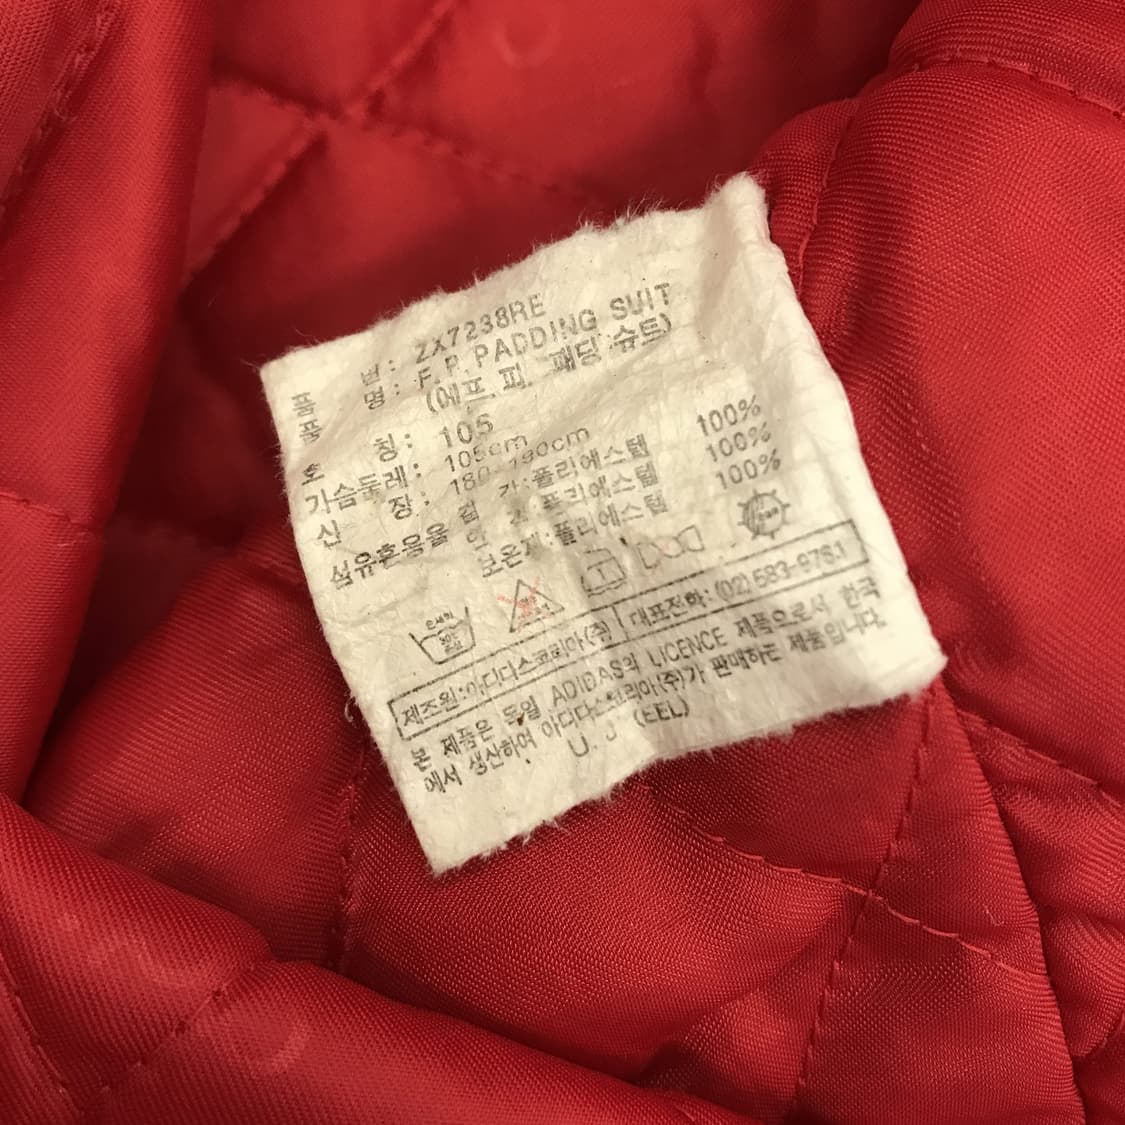 품 번: ZX7238RE
품 명: F.P.PADDING SUIT
(에프 피 패딩 슈트)
호 칭: 105
가슴둘레: 105cm
신 장: 180-190cm
섬유혼용율 겉 감:폴리에스텔 100%
안 감:폴리에스텔 100%
보온재:폴리에스텔 100%
제조원:아디다스코리아(주) 대표전화:(02)583-9761
본 제품은 독일 ADIDAS의 LICENCE 제품으로서 한국
에서 생산하여 아디다스코리아(주)가 판매하는 제품입니다.
U.J (EEL)